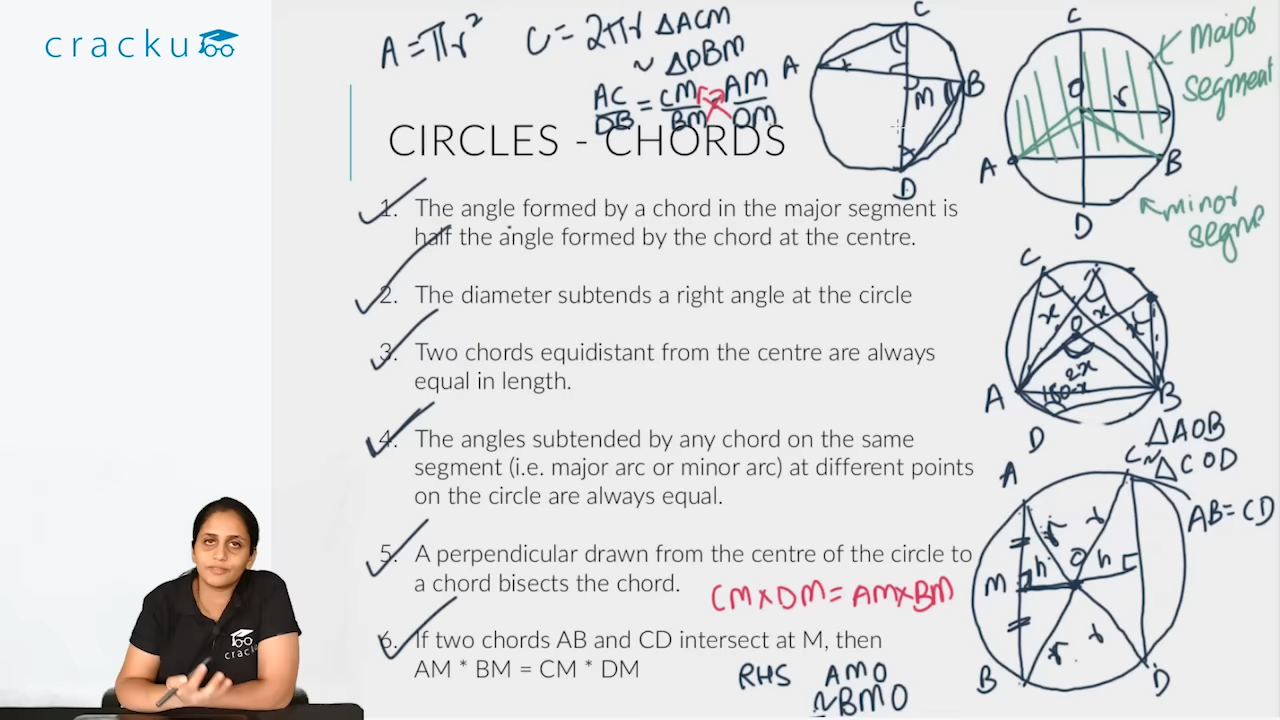 cracku
A = πr²
C = 2πr
ΔACM
~ ΔDBM
AC/DB = CM/BM = AM/DM
CIRCLES - CHORDS
1. The angle formed by a chord in the major segment is
half the angle formed by the chord at the centre.
2. The diameter subtends a right angle at the circle
3. Two chords equidistant from the centre are always
equal in length.
4. The angles subtended by any chord on the same
segment (i.e. major arc or minor arc) at different points
on the circle are always equal.
5. A perpendicular drawn from the centre of the circle to
a chord bisects the chord.
CM×DM = AM×BM
6. If two chords AB and CD intersect at M, then
AM * BM = CM * DM
RHS AMO
≅ BMO
C
A
x
M
B
x
D
C
O
r
A
B
D
Major
segment
minor
segme
C
x
x
x
O
2x
180-x
A
B
D
ΔAOB
~ ΔCOD
AB = CD
A
C
r
r
O
M
h
h
r
r
B
D
cracku